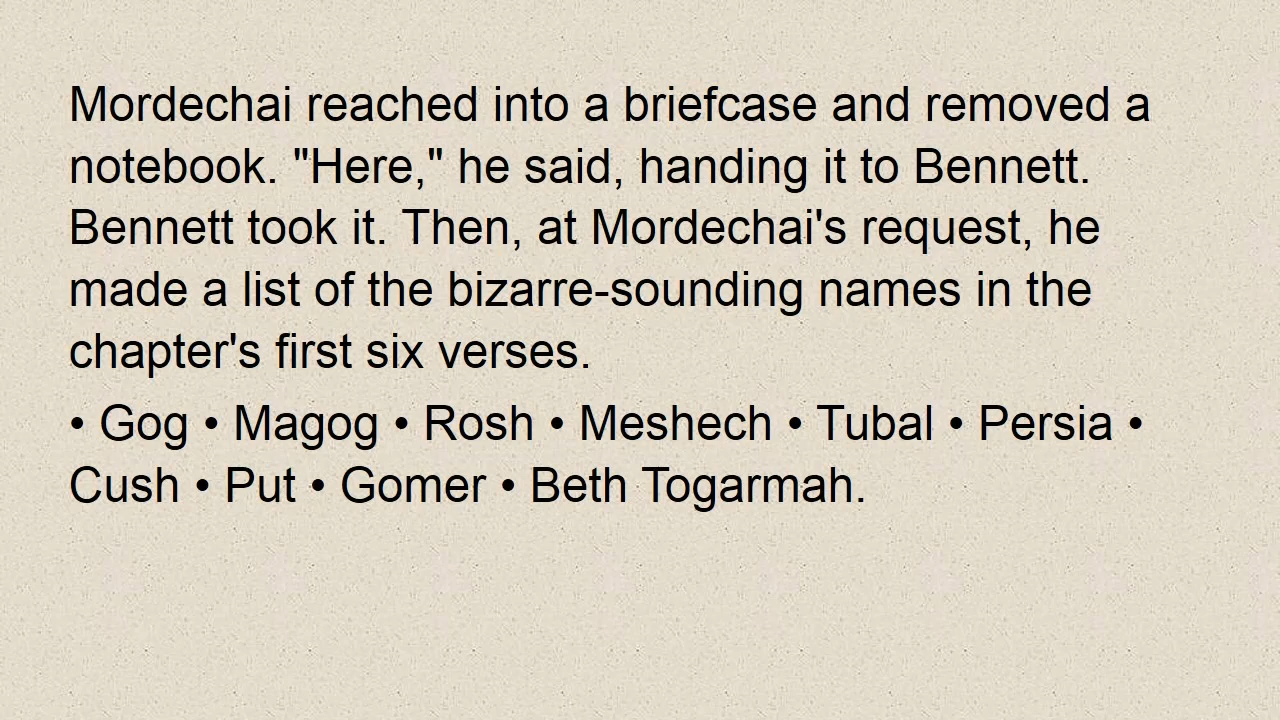 Mordechai reached into a briefcase and removed a
notebook. "Here," he said, handing it to Bennett.
Bennett took it. Then, at Mordechai's request, he
made a list of the bizarre-sounding names in the
chapter's first six verses.
• Gog • Magog • Rosh • Meshech • Tubal • Persia •
Cush • Put • Gomer • Beth Togarmah.